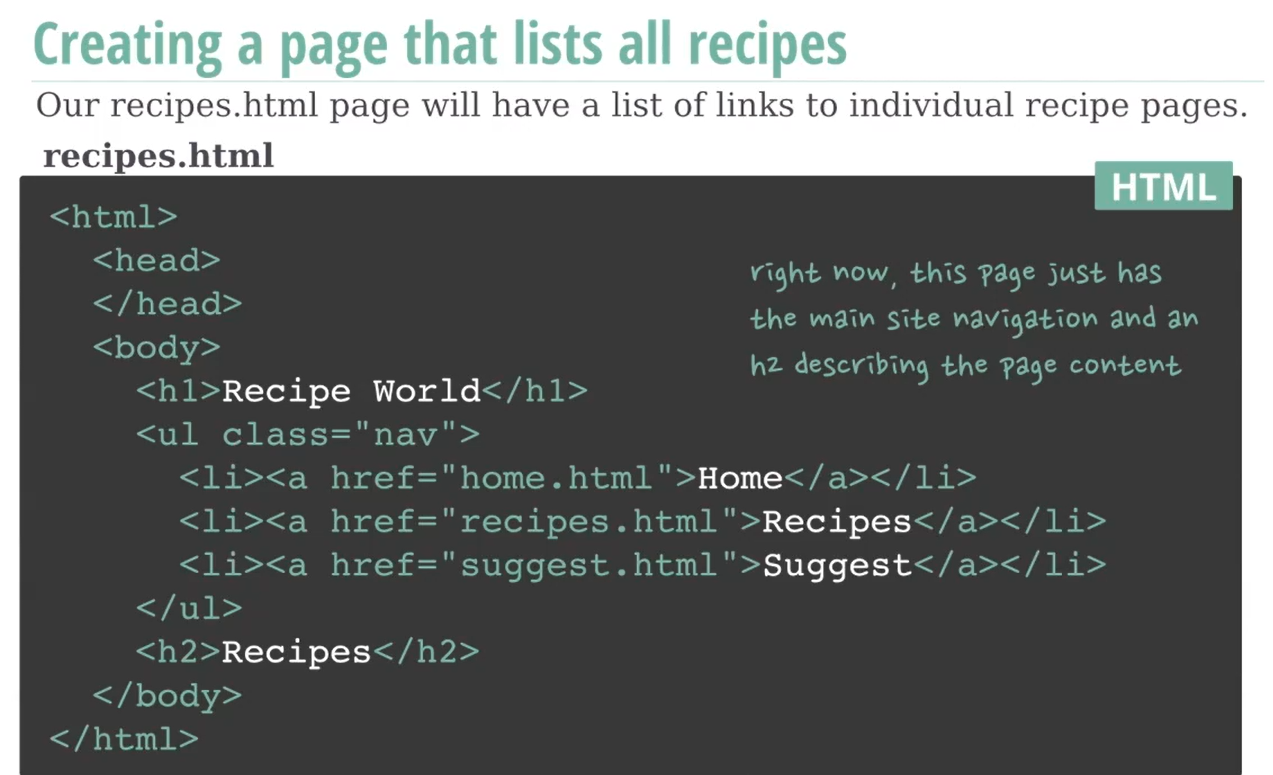 Creating a page that lists all recipes
Our recipes.html page will have a list of links to individual recipe pages.
recipes.html
HTML
<html>
<head>
</head>
<body>
<h1>Recipe World</h1>
<ul class="nav">
<li><a href="home.html">Home</a></li>
<li><a href="recipes.html">Recipes</a></li>
<li><a href="suggest.html">Suggest</a></li>
</ul>
<h2>Recipes</h2>
</body>
</html>
right now, this page just has
the main site navigation and an
h2 describing the page content